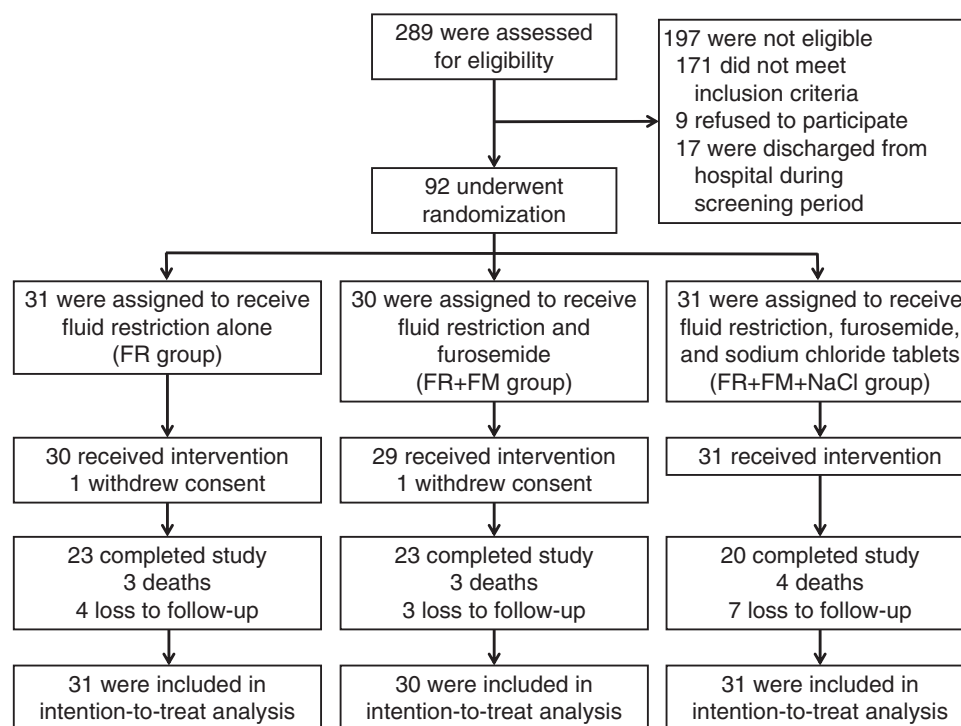 289 were assessed
for eligibility
197 were not eligible
171 did not meet
inclusion criteria
9 refused to participate
17 were discharged from
hospital during
screening period
92 underwent
randomization
31 were assigned to receive
fluid restriction alone
(FR group)
30 were assigned to receive
fluid restriction and
furosemide
(FR+FM group)
31 were assigned to receive
fluid restriction, furosemide,
and sodium chloride tablets
(FR+FM+NaCl group)
30 received intervention
1 withdrew consent
29 received intervention
1 withdrew consent
31 received intervention
23 completed study
3 deaths
4 loss to follow-up
23 completed study
3 deaths
3 loss to follow-up
20 completed study
4 deaths
7 loss to follow-up
31 were included in
intention-to-treat analysis
30 were included in
intention-to-treat analysis
31 were included in
intention-to-treat analysis